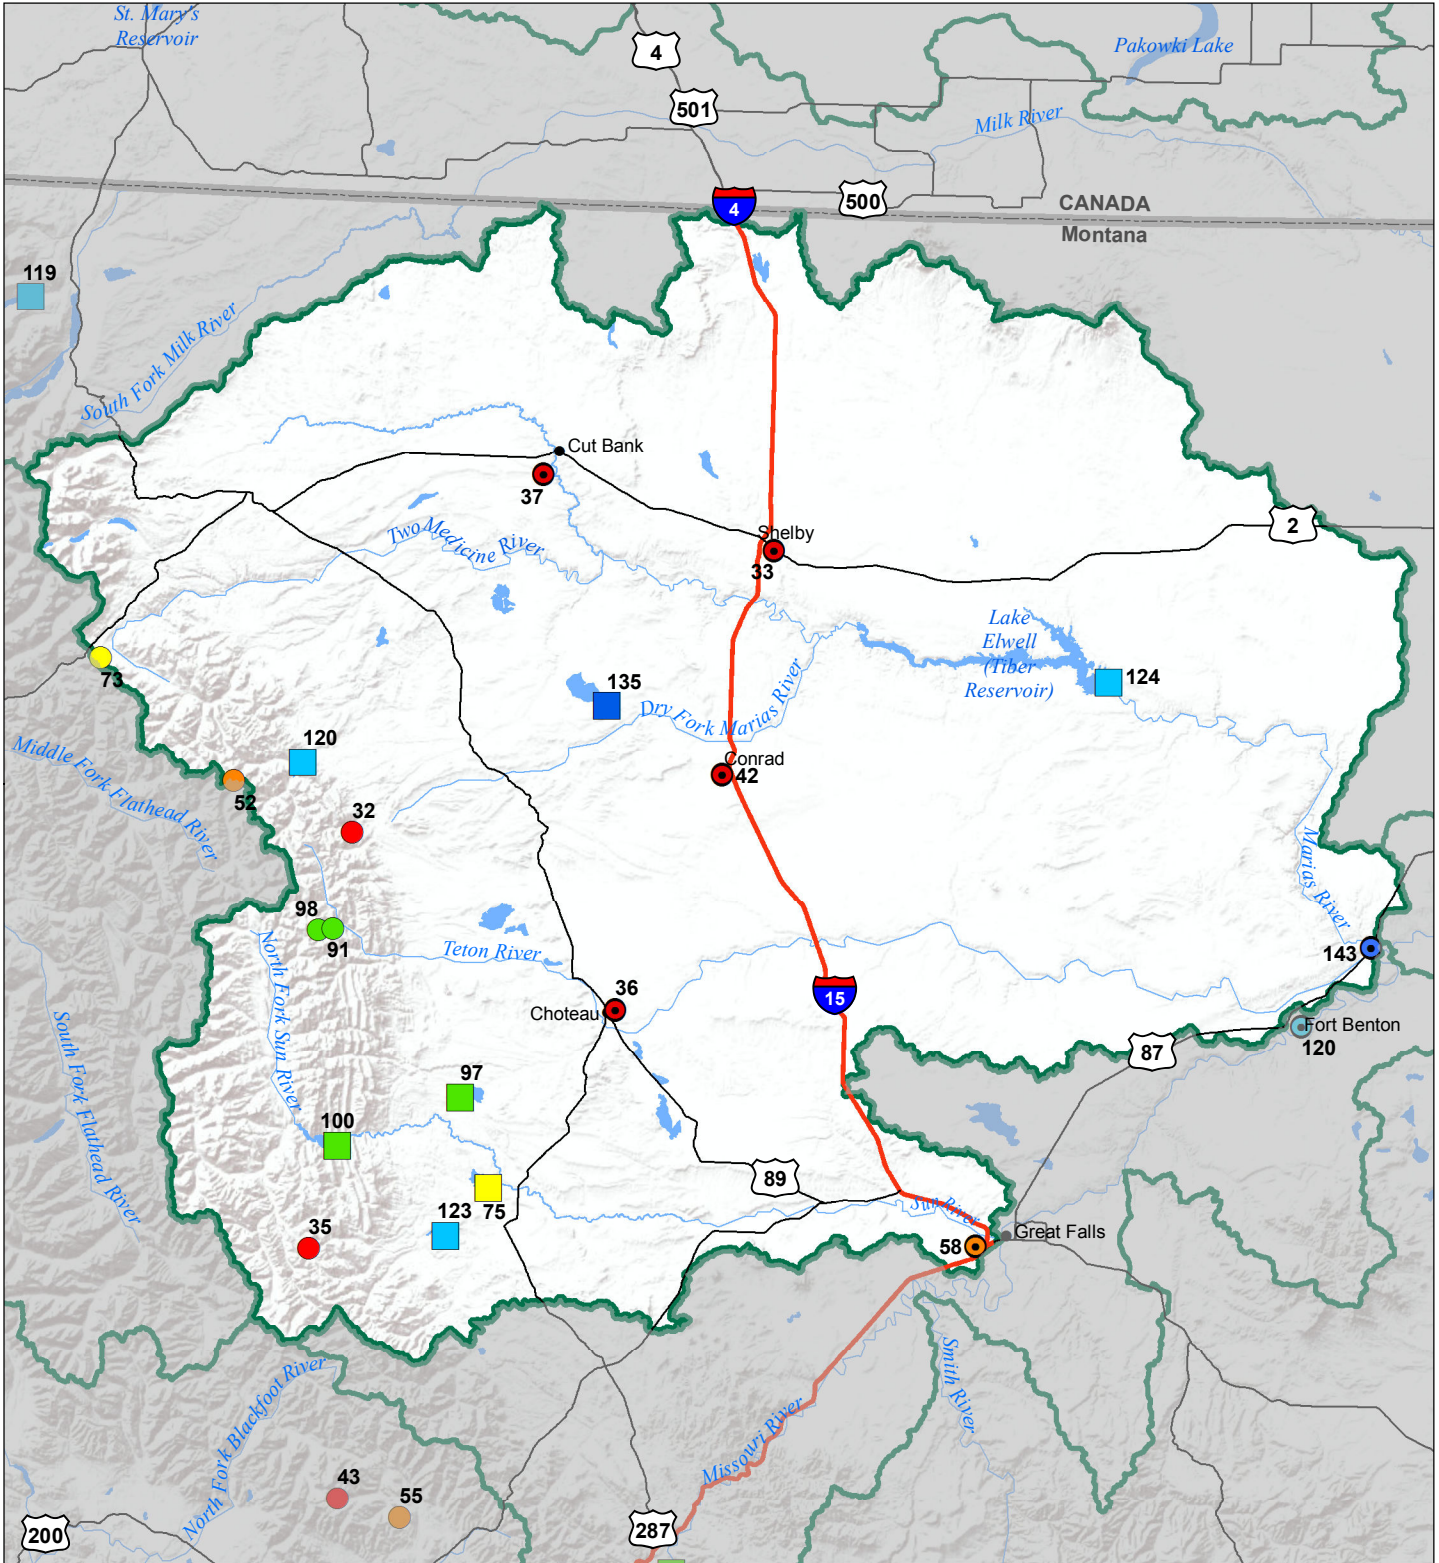 St. Mary's
Reservoir
4
Pakowki Lake
501
Milk River
4
500
CANADA
Montana
119
South Fork Milk River
Cut Bank
37
2
Two Medicine River
Shelby
33
Lake
Elwell
(Tiber
Reservoir)
73
135
124
Dry Fork Marias River
Middle Fork Flathead River
120
Conrad
42
52
32
Marias River
98
91
North Fork Sun River
Teton River
143
36
15
Choteau
Fort Benton
120
South Fork Flathead River
87
97
100
89
75
123
Sun River
35
58
Great Falls
North Fork Blackfoot River
Smith River
Missouri River
43
55
200
287